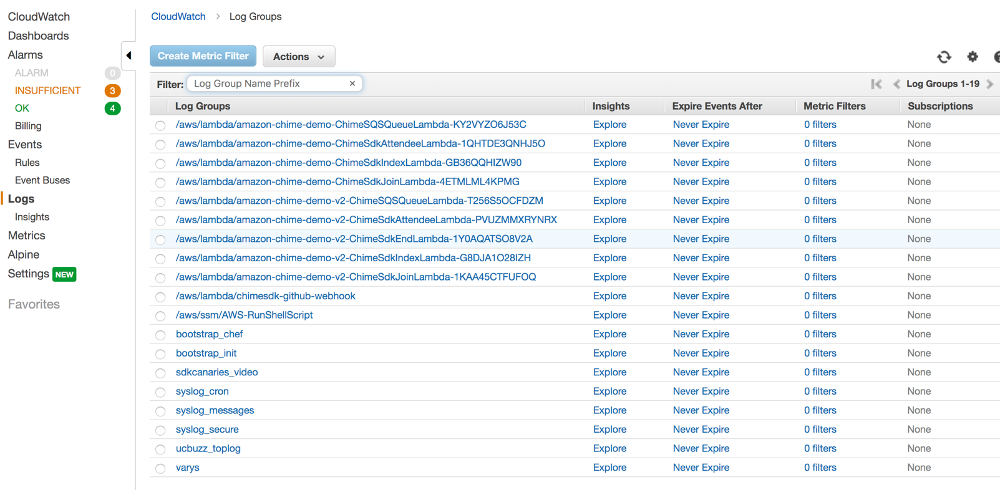 CloudWatch
Dashboards
Alarms
ALARM 0
INSUFFICIENT 3
OK 4
Billing
Events
Rules
Event Buses
Logs
Insights
Metrics
Alpine
Settings NEW
Favorites
CloudWatch > Log Groups
Create Metric Filter Actions
Filter: Log Group Name Prefix × Log Groups 1-19
Log Groups Insights Expire Events After Metric Filters Subscriptions
/aws/lambda/amazon-chime-demo-ChimeSQSQueueLambda-KY2VYZO6J53C Explore Never Expire 0 filters None
/aws/lambda/amazon-chime-demo-ChimeSdkAttendeeLambda-1QHTDE3QNHJ5O Explore Never Expire 0 filters None
/aws/lambda/amazon-chime-demo-ChimeSdkIndexLambda-GB36QQHIZW90 Explore Never Expire 0 filters None
/aws/lambda/amazon-chime-demo-ChimeSdkJoinLambda-4ETMLML4KPMG Explore Never Expire 0 filters None
/aws/lambda/amazon-chime-demo-v2-ChimeSQSQueueLambda-T256S5OCFDZM Explore Never Expire 0 filters None
/aws/lambda/amazon-chime-demo-v2-ChimeSdkAttendeeLambda-PVUZMMXRYNRX Explore Never Expire 0 filters None
/aws/lambda/amazon-chime-demo-v2-ChimeSdkEndLambda-1Y0AQATSO8V2A Explore Never Expire 0 filters None
/aws/lambda/amazon-chime-demo-v2-ChimeSdkIndexLambda-G8DJA1O28IZH Explore Never Expire 0 filters None
/aws/lambda/amazon-chime-demo-v2-ChimeSdkJoinLambda-1KAA45CTFUFOQ Explore Never Expire 0 filters None
/aws/lambda/chimesdk-github-webhook Explore Never Expire 0 filters None
/aws/ssm/AWS-RunShellScript Explore Never Expire 0 filters None
bootstrap_chef Explore Never Expire 0 filters None
bootstrap_init Explore Never Expire 0 filters None
sdkcanaries_video Explore Never Expire 0 filters None
syslog_cron Explore Never Expire 0 filters None
syslog_messages Explore Never Expire 0 filters None
syslog_secure Explore Never Expire 0 filters None
ucbuzz_toplog Explore Never Expire 0 filters None
varys Explore Never Expire 0 filters None